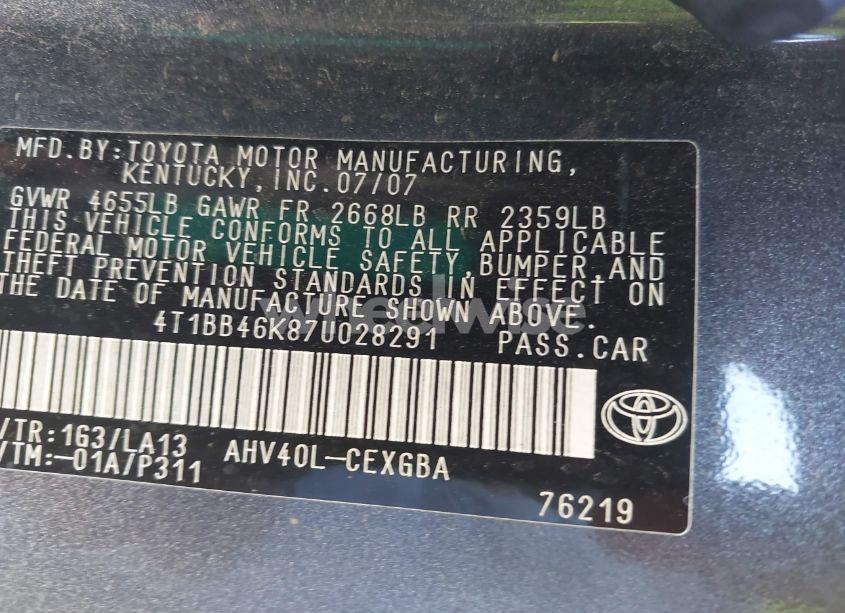 MFD.BY:TOYOTA MOTOR MANUFACTURING,
KENTUCKY,INC.07/07
GVWR 4655LB GAWR FR 2668LB RR 2359LB
THIS VEHICLE CONFORMS TO ALL APPLICABLE
FEDERAL MOTOR VEHICLE SAFETY,BUMPER,AND
THEFT PREVENTION STANDARDS IN EFFECT ON
THE DATE OF MANUFACTURE SHOWN ABOVE.
4T1BB46K87U028291 PASS.CAR
/TR:1G3/LA13 AHV40L-CEXGBA
/TM:-01A/P311
76219